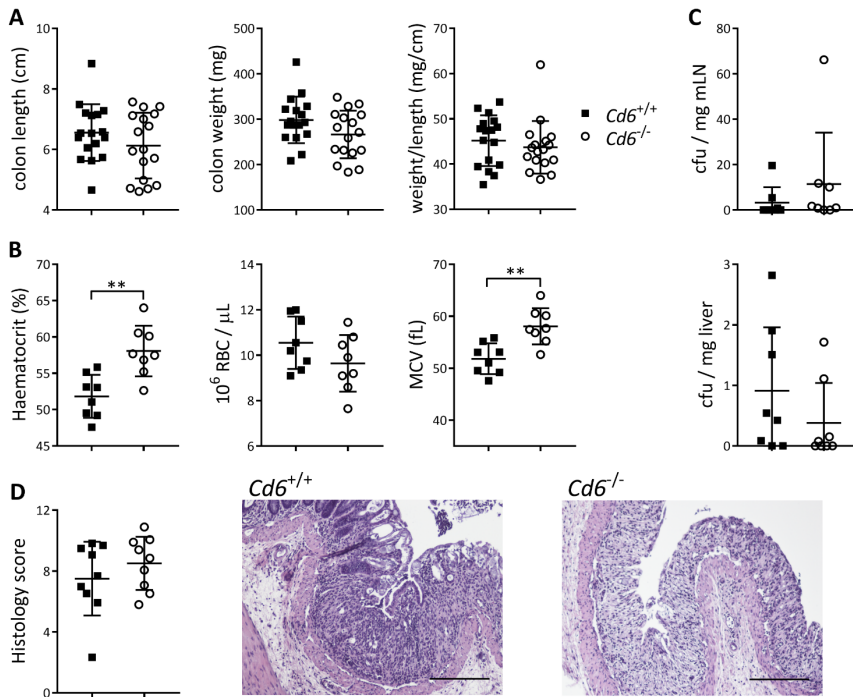 A
colon length (cm)
10
8
6
4
colon weight (mg)
500
400
300
200
100
weight/length (mg/cm)
70
60
50
40
30
Cd6+/+
Cd6-/-
C
cfu / mg mLN
80
60
40
20
0
B
Haematocrit (%)
70
65
60
55
50
45
**
10⁶ RBC / µL
14
12
10
8
6
MCV (fL)
70
60
50
40
**
cfu / mg liver
3
2
1
0
D
Histology score
12
8
4
0
Cd6+/+
Cd6-/-